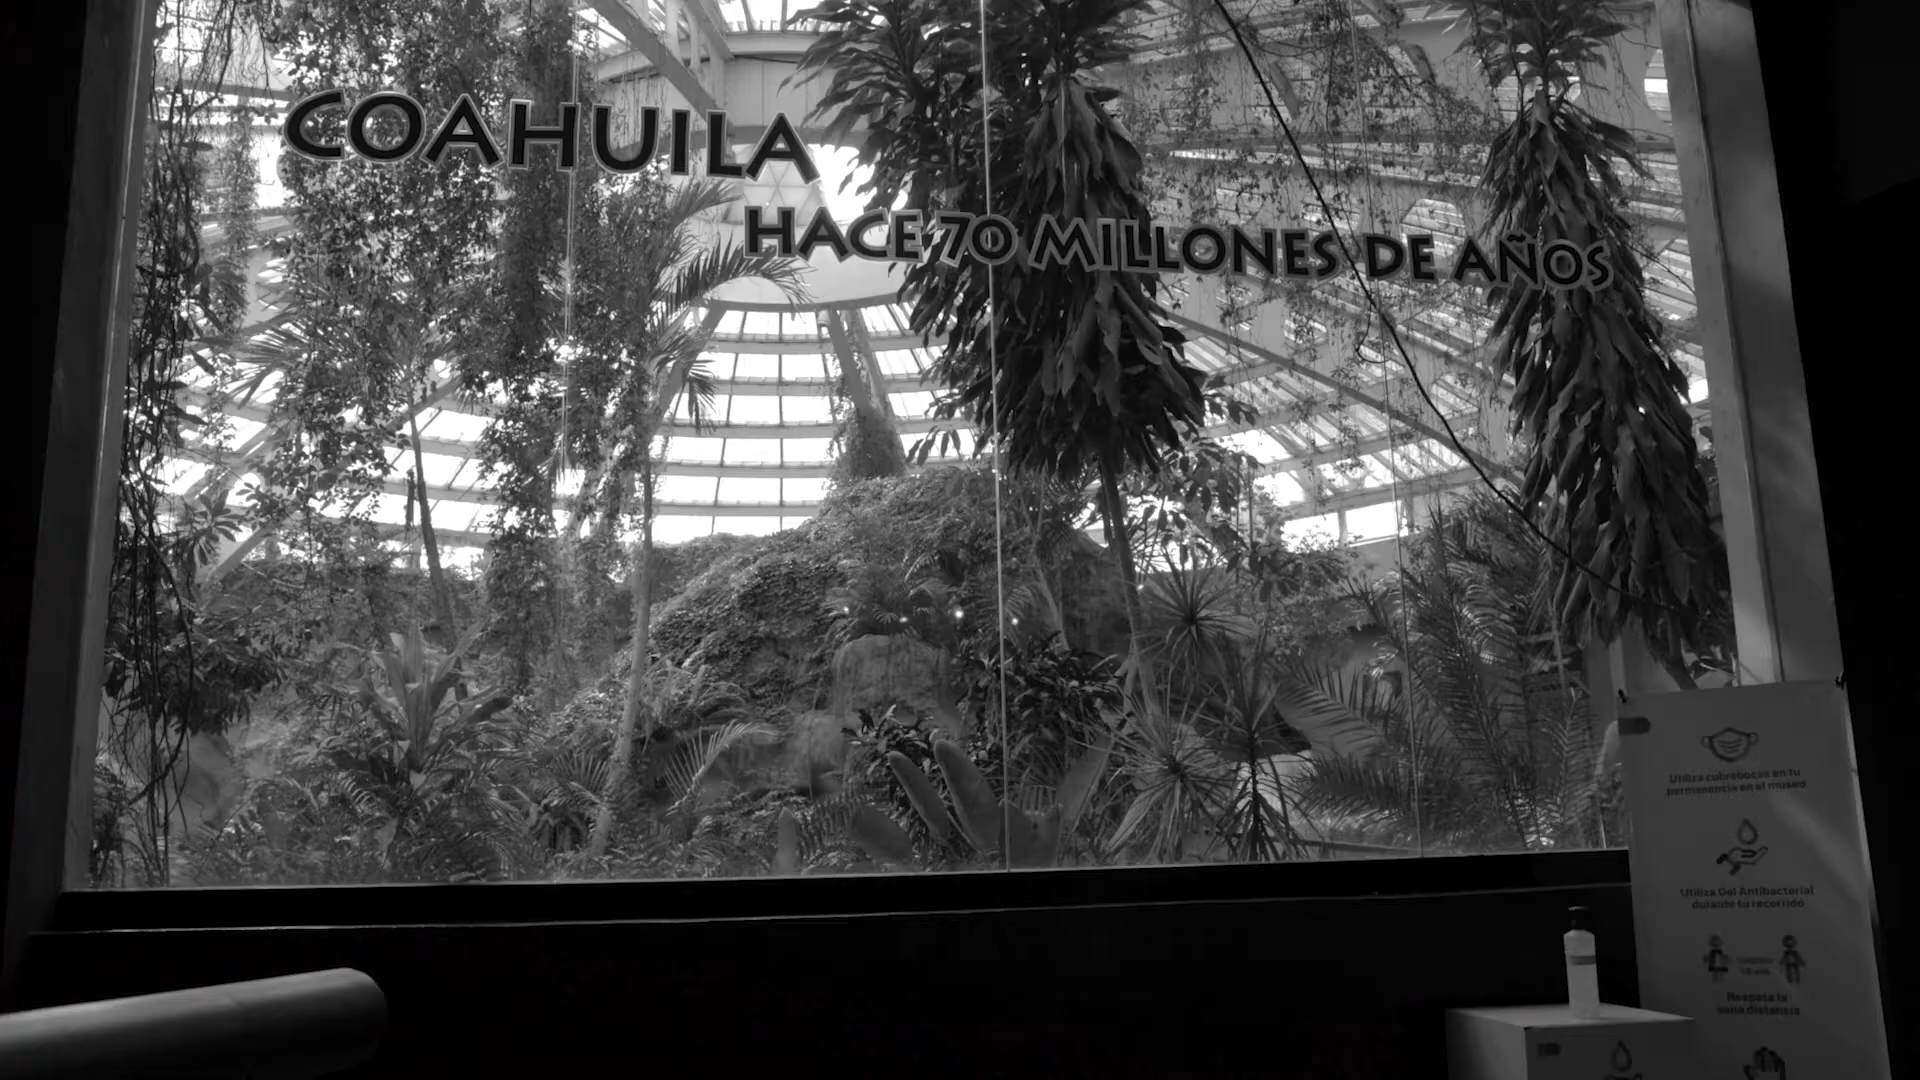 COAHUILA
HACE 70 MILLONES DE AÑOS
Utiliza cubrebocas en tu
permanencia en el museo
Utiliza Gel Antibacterial
durante tu recorrido
Respeta la
sana distancia